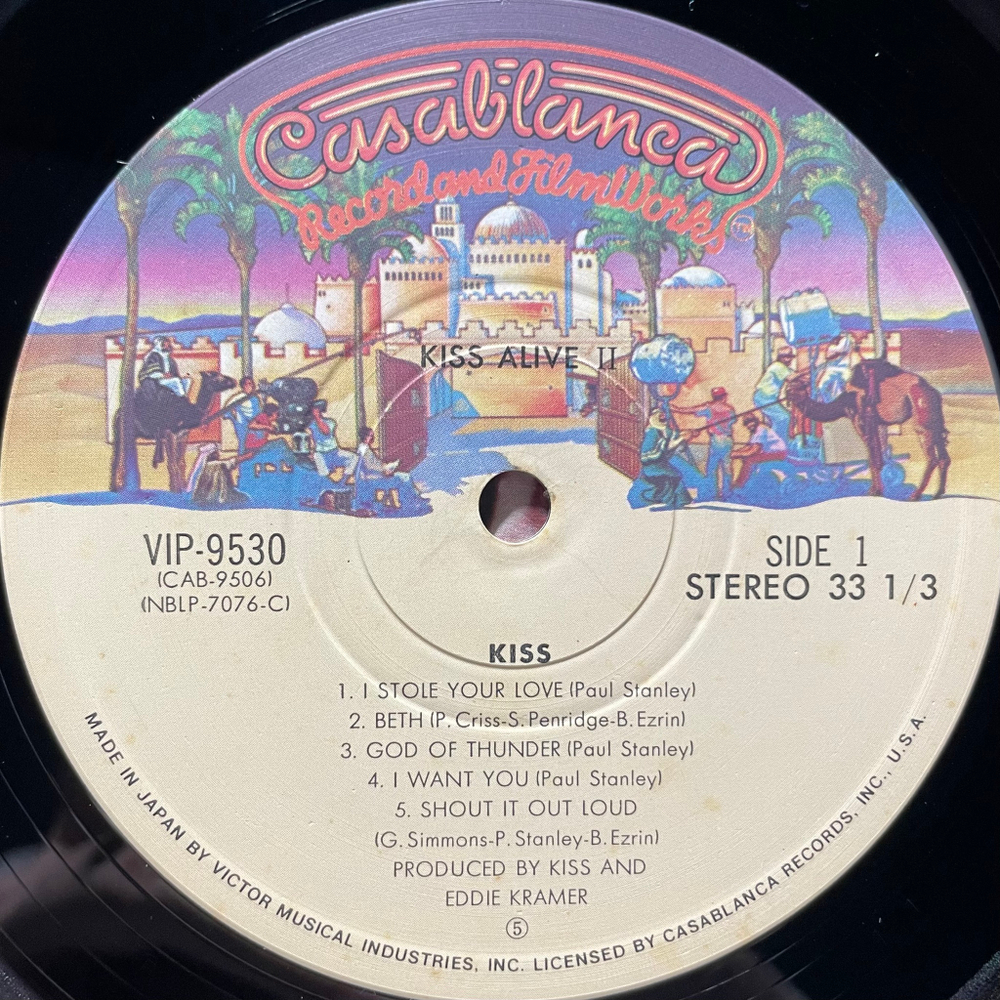 Casablanca
Record and FilmWorks TM
KISS ALIVE II
VIP-9530
(CAB-9506)
(NBLP-7076-C)
SIDE 1
STEREO 33 1/3
KISS
1. I STOLE YOUR LOVE (Paul Stanley)
2. BETH (P. Criss-S. Penridge-B. Ezrin)
3. GOD OF THUNDER (Paul Stanley)
4. I WANT YOU (Paul Stanley)
5. SHOUT IT OUT LOUD
(G. Simmons-P. Stanley-B. Ezrin)
PRODUCED BY KISS AND
EDDIE KRAMER
⑤
MADE IN JAPAN BY VICTOR MUSICAL INDUSTRIES, INC. LICENSED BY CASABLANCA RECORDS, INC., U.S.A.